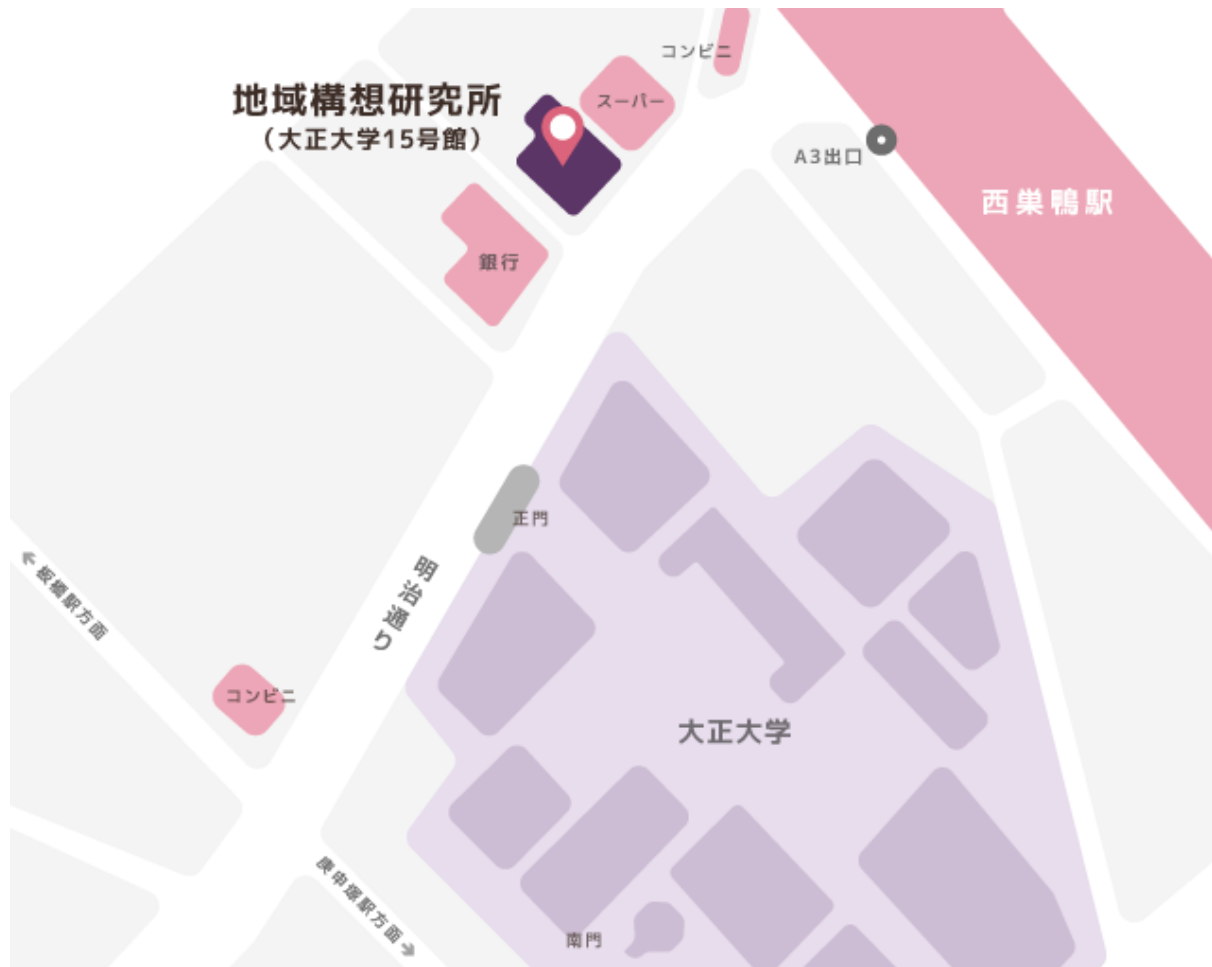 コンビニ
地域構想研究所
(大正大学15号館)
スーパー
A3出口
西巣鴨駅
銀行
正門
明治通り
← 板橋駅方面
コンビニ
大正大学
庚申塚駅方面 →
南門